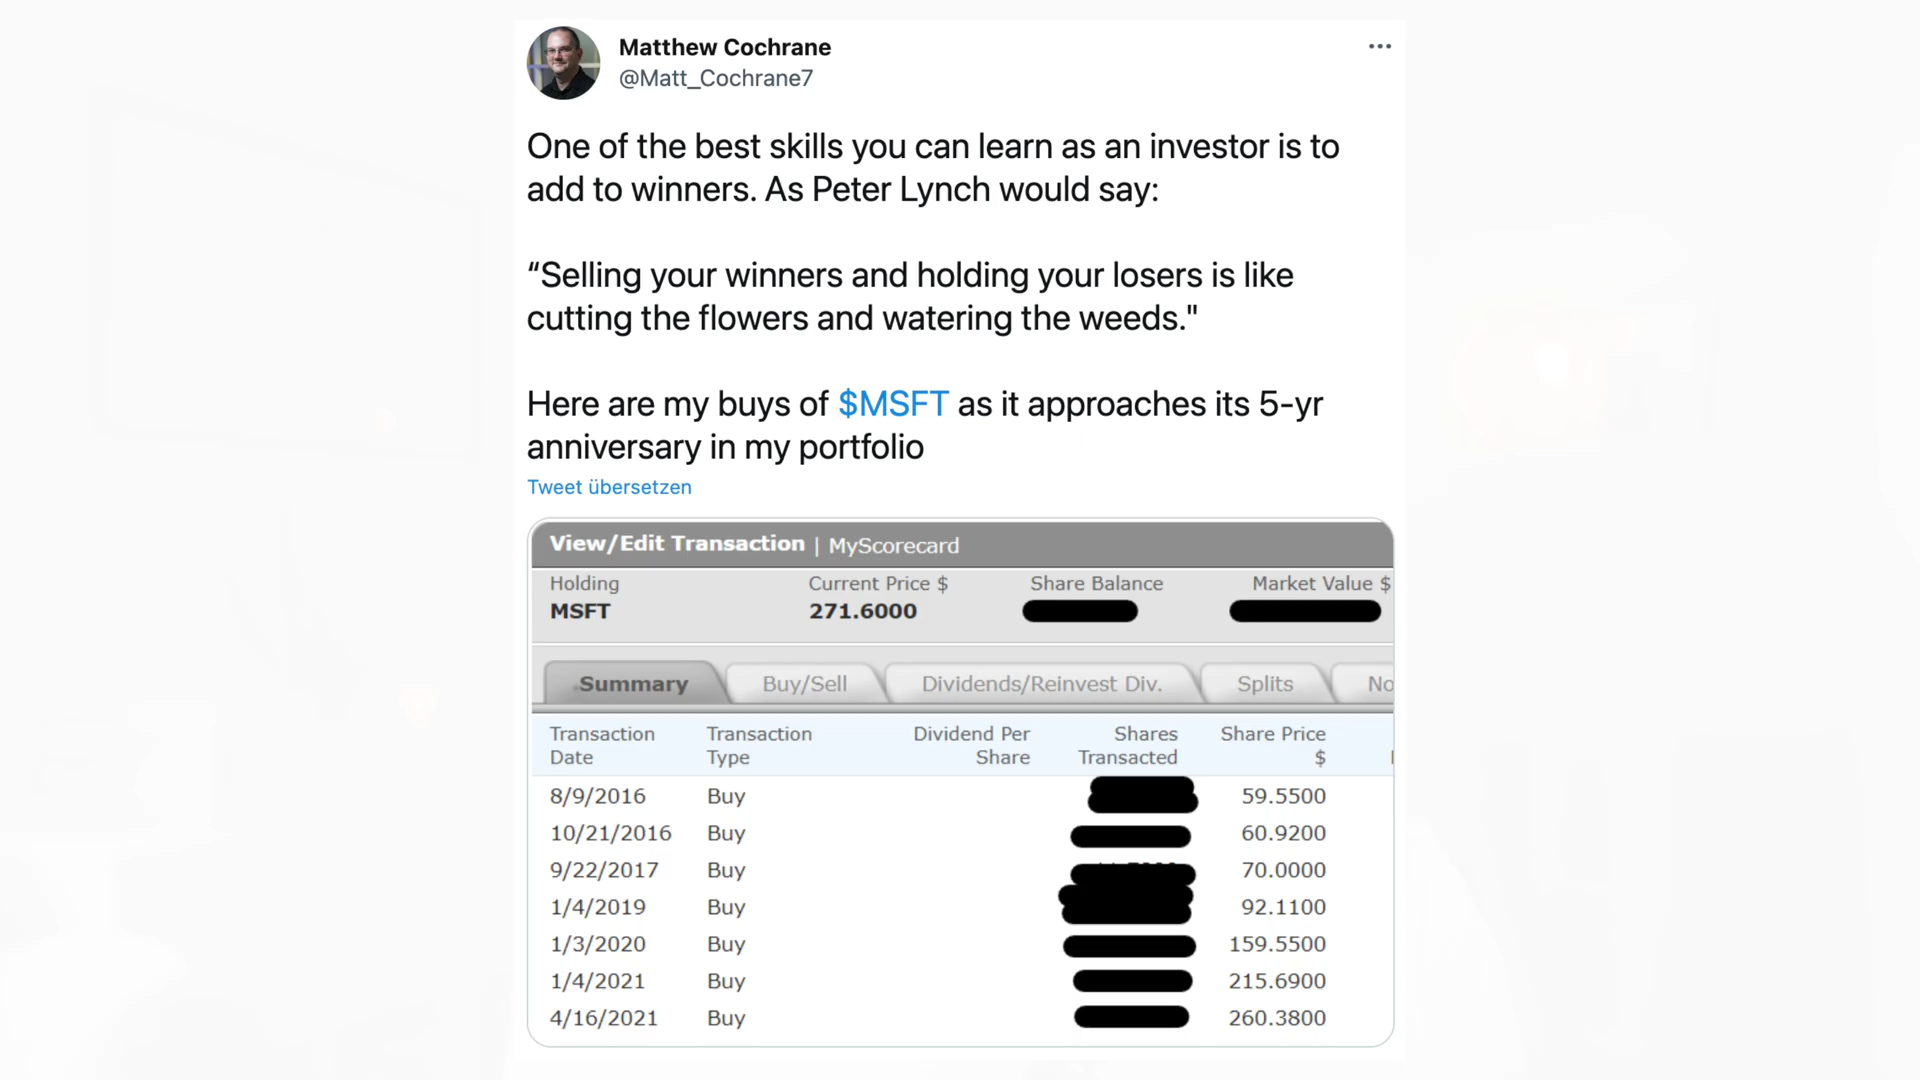 Matthew Cochrane
@Matt_Cochrane7
One of the best skills you can learn as an investor is to
add to winners. As Peter Lynch would say:
“Selling your winners and holding your losers is like
cutting the flowers and watering the weeds."
Here are my buys of $MSFT as it approaches its 5-yr
anniversary in my portfolio
Tweet übersetzen
View/Edit Transaction | MyScorecard
Holding Current Price $ Share Balance Market Value $
MSFT 271.6000
Summary Buy/Sell Dividends/Reinvest Div. Splits No
Transaction Transaction Dividend Per Shares Share Price
Date Type Share Transacted $
8/9/2016 Buy 59.5500
10/21/2016 Buy 60.9200
9/22/2017 Buy 70.0000
1/4/2019 Buy 92.1100
1/3/2020 Buy 159.5500
1/4/2021 Buy 215.6900
4/16/2021 Buy 260.3800